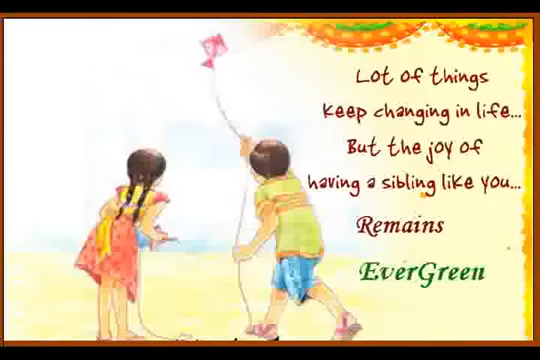 Lot of things
Keep changing in life...
But the joy of
having a sibling like you...
Remains
EverGreen